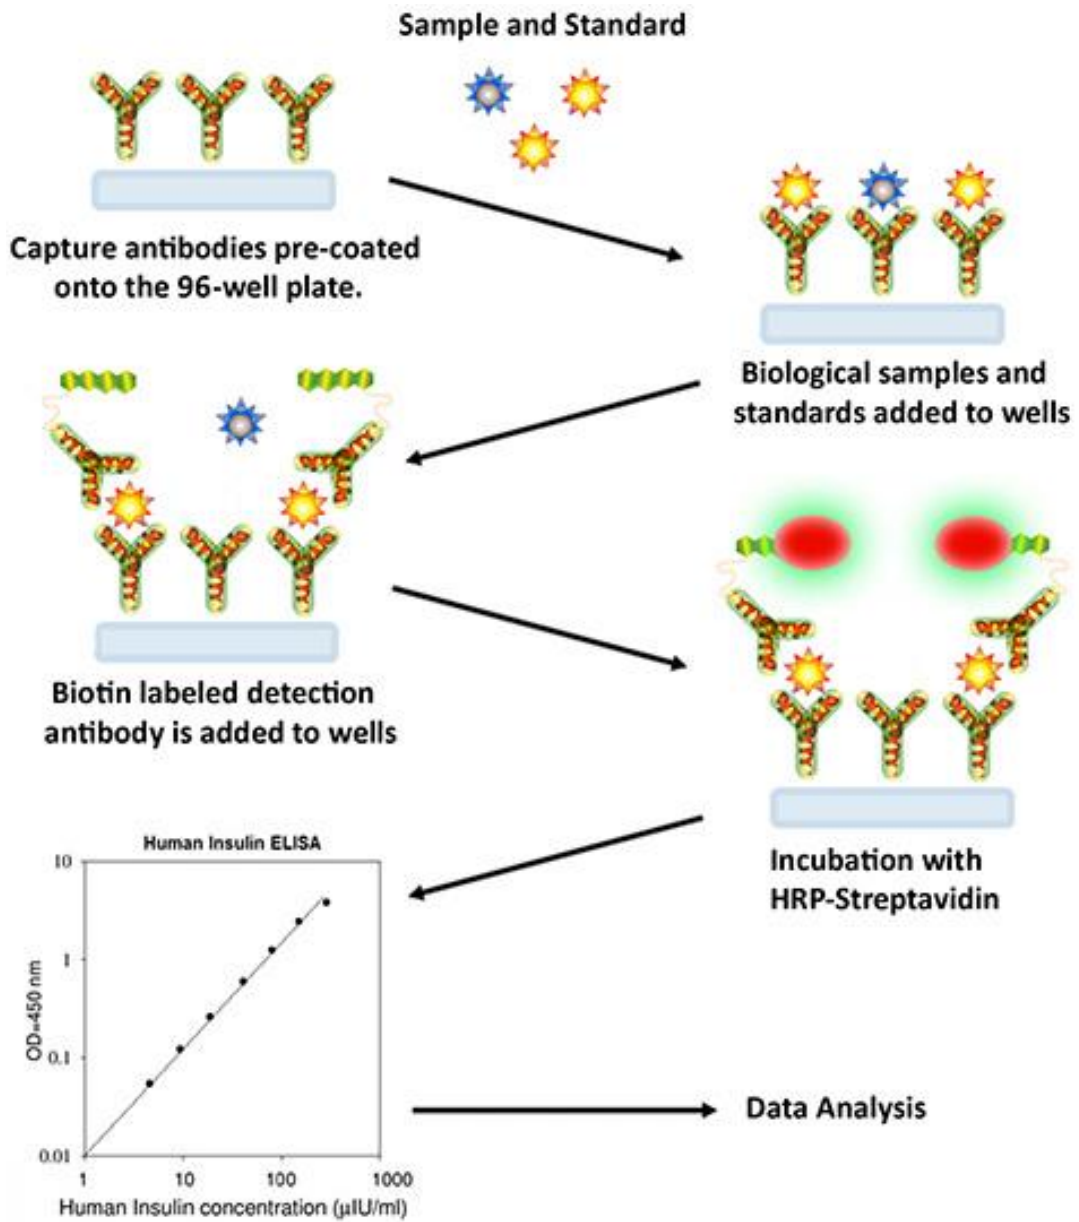 Sample and Standard
Capture antibodies pre-coated
onto the 96-well plate.
Biological samples and
standards added to wells
Biotin labeled detection
antibody is added to wells
Incubation with
HRP-Streptavidin
Human Insulin ELISA
10
1
0.1
0.01
OD=450 nm
1 10 100 1000
Human Insulin concentration (µIU/ml)
Data Analysis